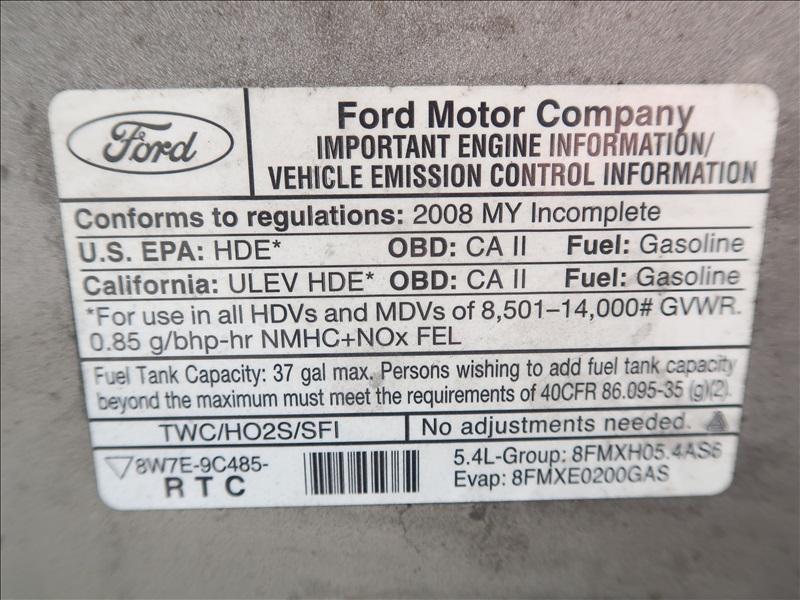 Ford
Ford Motor Company
IMPORTANT ENGINE INFORMATION/
VEHICLE EMISSION CONTROL INFORMATION
Conforms to regulations: 2008 MY Incomplete
U.S. EPA: HDE* OBD: CA II Fuel: Gasoline
California: ULEV HDE* OBD: CA II Fuel: Gasoline
*For use in all HDVs and MDVs of 8,501–14,000# GVWR.
0.85 g/bhp-hr NMHC+NOx FEL
Fuel Tank Capacity: 37 gal max. Persons wishing to add fuel tank capacity
beyond the maximum must meet the requirements of 40CFR 86.095-35 (g)(2).
TWC/HO2S/SFI No adjustments needed.
8W7E-9C485-
RTC
5.4L-Group: 8FMXH05.4AS6
Evap: 8FMXE0200GAS